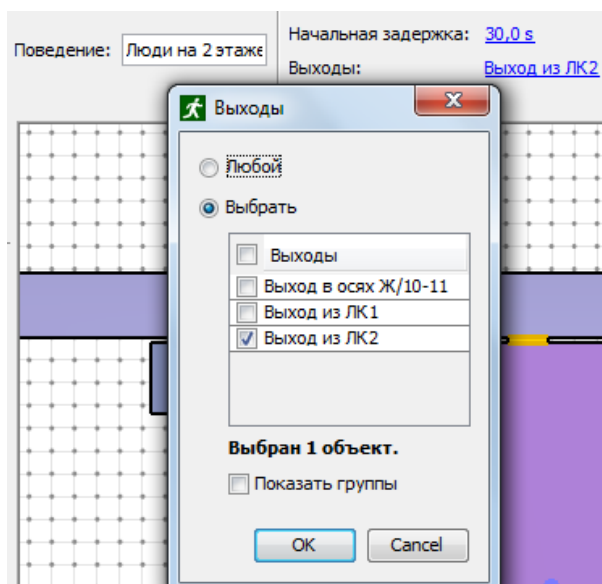 Поведение: Люди на 2 этаже
Начальная задержка: 30,0 s
Выходы: Выход из ЛК2
Выходы
Любой
Выбрать
Выходы
Выход в осях Ж/10-11
Выход из ЛК1
Выход из ЛК2
Выбран 1 объект.
Показать группы
OK Cancel